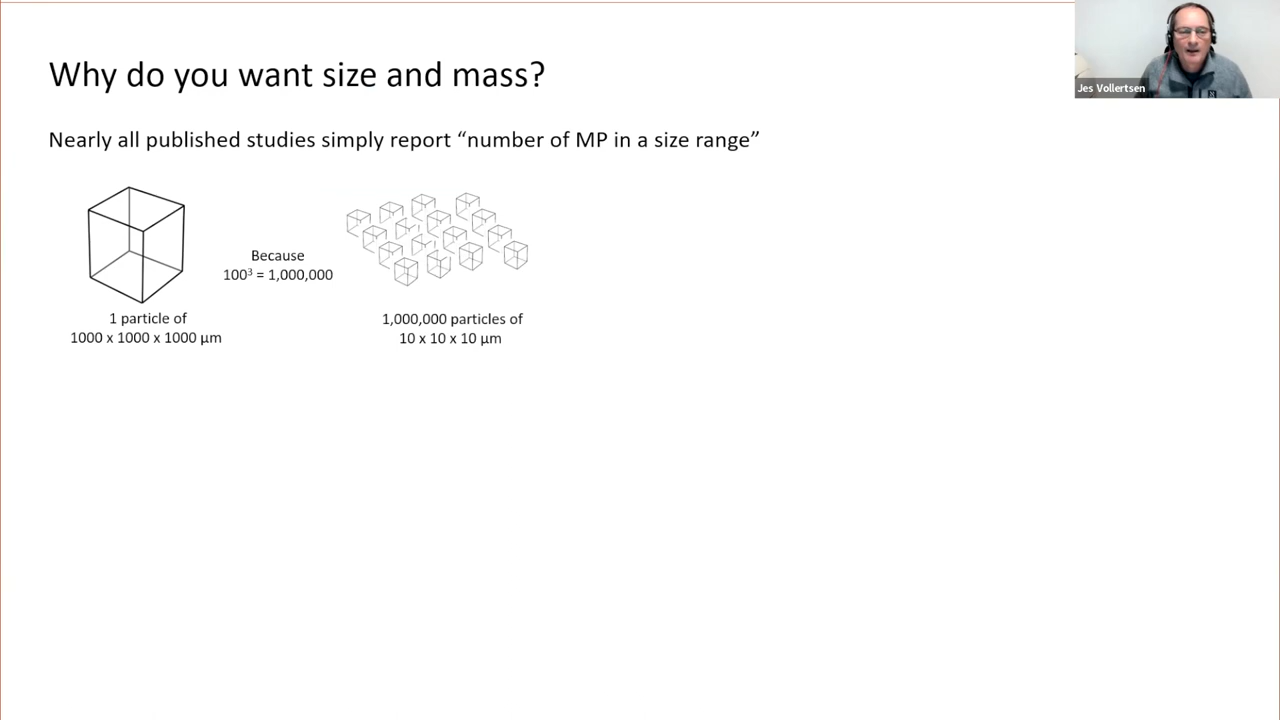 Why do you want size and mass?
Jes Vollertsen
Nearly all published studies simply report “number of MP in a size range”
Because
100³ = 1,000,000
1 particle of
1000 x 1000 x 1000 µm
1,000,000 particles of
10 x 10 x 10 µm